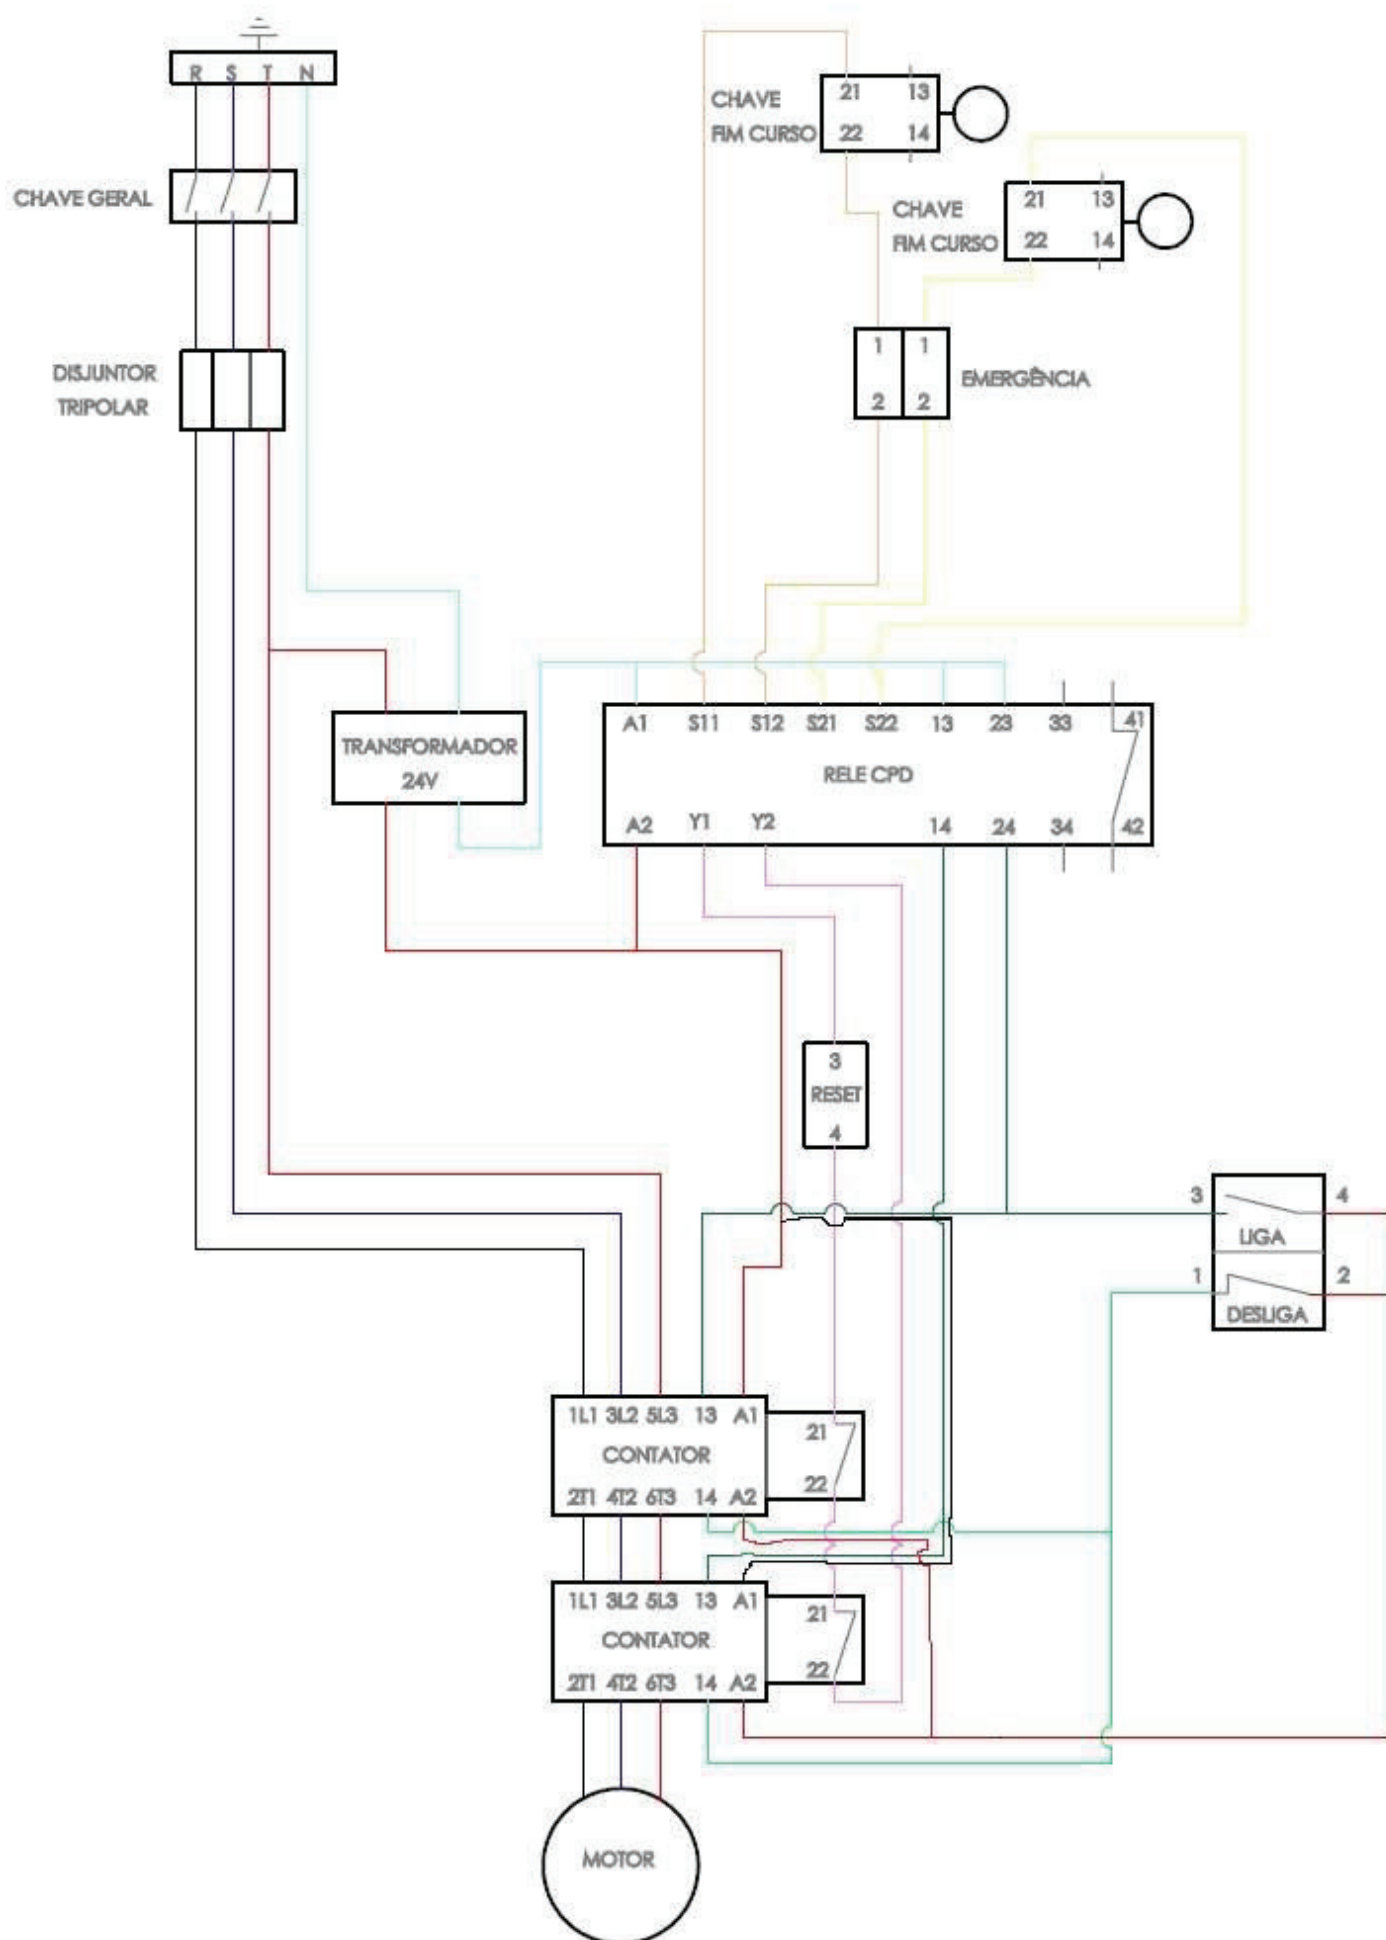 R S T N
CHAVE GERAL
DISJUNTOR
TRIPOLAR
CHAVE
FIM CURSO
21 13
22 14
CHAVE
FIM CURSO
21 13
22 14
1 1
2 2
EMERGÊNCIA
TRANSFORMADOR
24V
A1 S11 S12 S21 S22 13 23 33 41
RELE CPD
A2 Y1 Y2 14 24 34 42
3
RESET
4
3 4
LIGA
1 2
DESLIGA
1L1 3L2 5L3 13 A1
CONTATOR
2T1 4T2 6T3 14 A2
21
22
1L1 3L2 5L3 13 A1
CONTATOR
2T1 4T2 6T3 14 A2
21
22
MOTOR